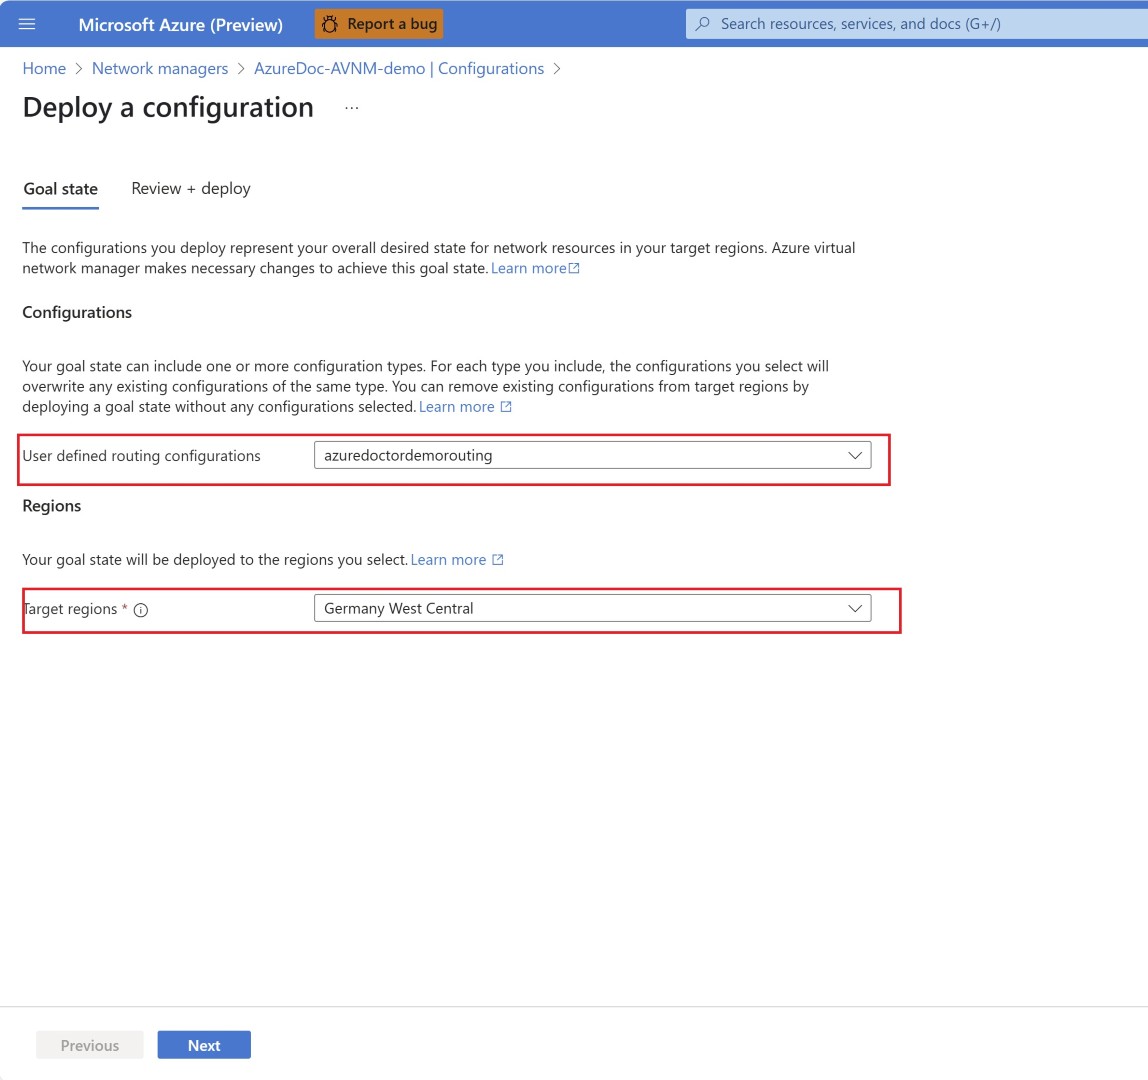 Microsoft Azure (Preview)
Report a bug
Search resources, services, and docs (G+/)
Home > Network managers > AzureDoc-AVNM-demo | Configurations >
Deploy a configuration ...
Goal state
Review + deploy
The configurations you deploy represent your overall desired state for network resources in your target regions. Azure virtual
network manager makes necessary changes to achieve this goal state. Learn more
Configurations
Your goal state can include one or more configuration types. For each type you include, the configurations you select will
overwrite any existing configurations of the same type. You can remove existing configurations from target regions by
deploying a goal state without any configurations selected. Learn more
User defined routing configurations
azuredoctordemorouting
Regions
Your goal state will be deployed to the regions you select. Learn more
Target regions *
Germany West Central
Previous
Next